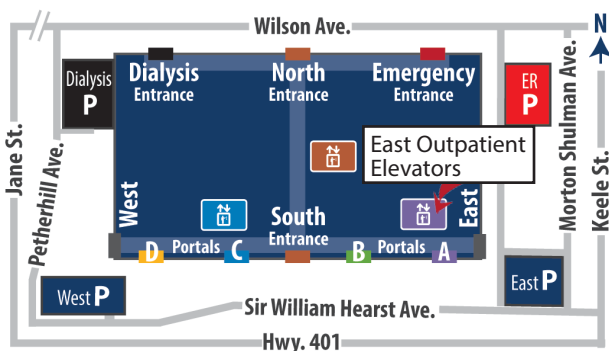 Wilson Ave.
N
Dialysis
P
Dialysis
Entrance
North
Entrance
Emergency
Entrance
ER
P
Jane St.
Petherhill Ave.
Morton Shulman Ave.
Keele St.
East Outpatient
Elevators
West
East
South
Entrance
Portals
Portals
D
C
B
A
West P
East P
Sir William Hearst Ave.
Hwy. 401